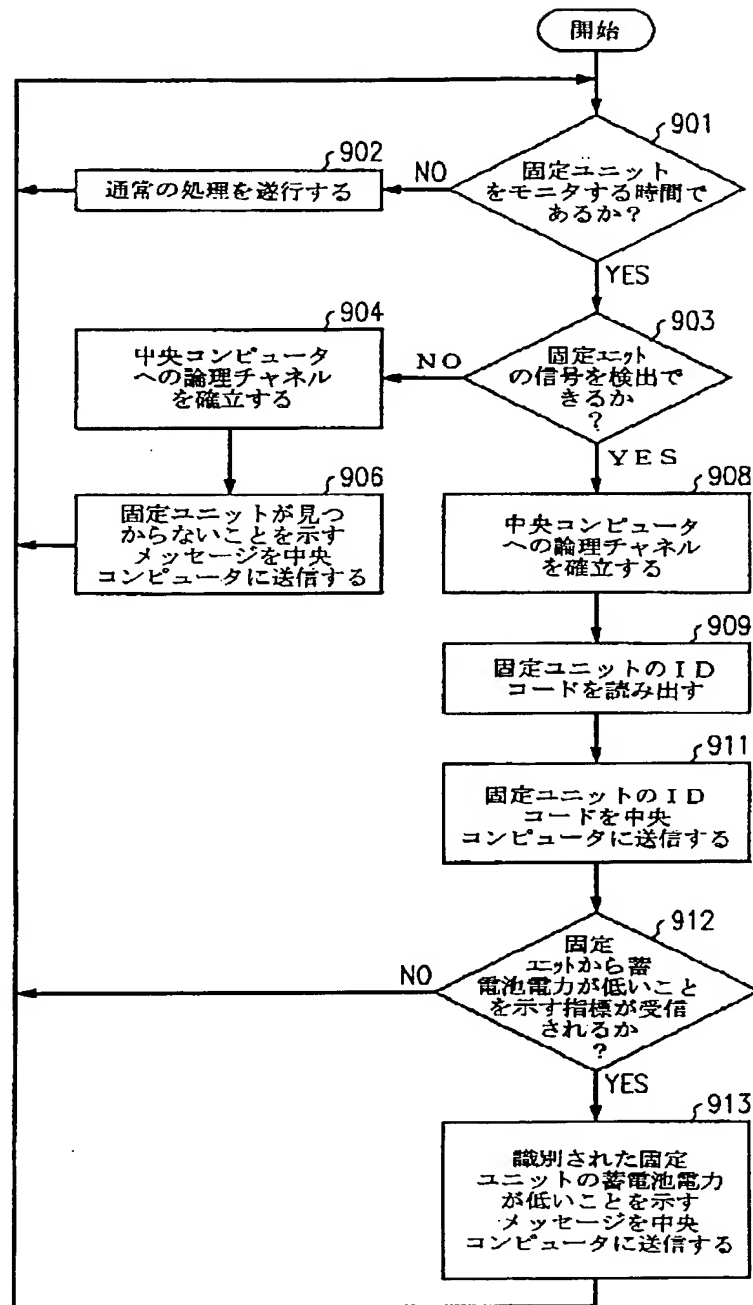 開始
901
固定ユニット
をモニタする時間で
あるか?
NO
902
通常の処理を遂行する
YES
903
固定ユニット
の信号を検出で
きるか
?
NO
904
中央コンピュータ
への論理チャネル
を確立する
906
固定ユニットが見つ
からないことを示す
メッセージを中央
コンピュータに送信する
YES
908
中央コンピュータ
への論理チャネル
を確立する
909
固定ユニットのID
コードを読み出す
911
固定ユニットのID
コードを中央
コンピュータに送信する
912
固定
ユニットから蓄
電池電力が低いこと
を示す指標が受信
されるか
?
NO
YES
913
識別された固定
ユニットの蓄電池電力
が低いことを示す
メッセージを中央
コンピュータに送信する